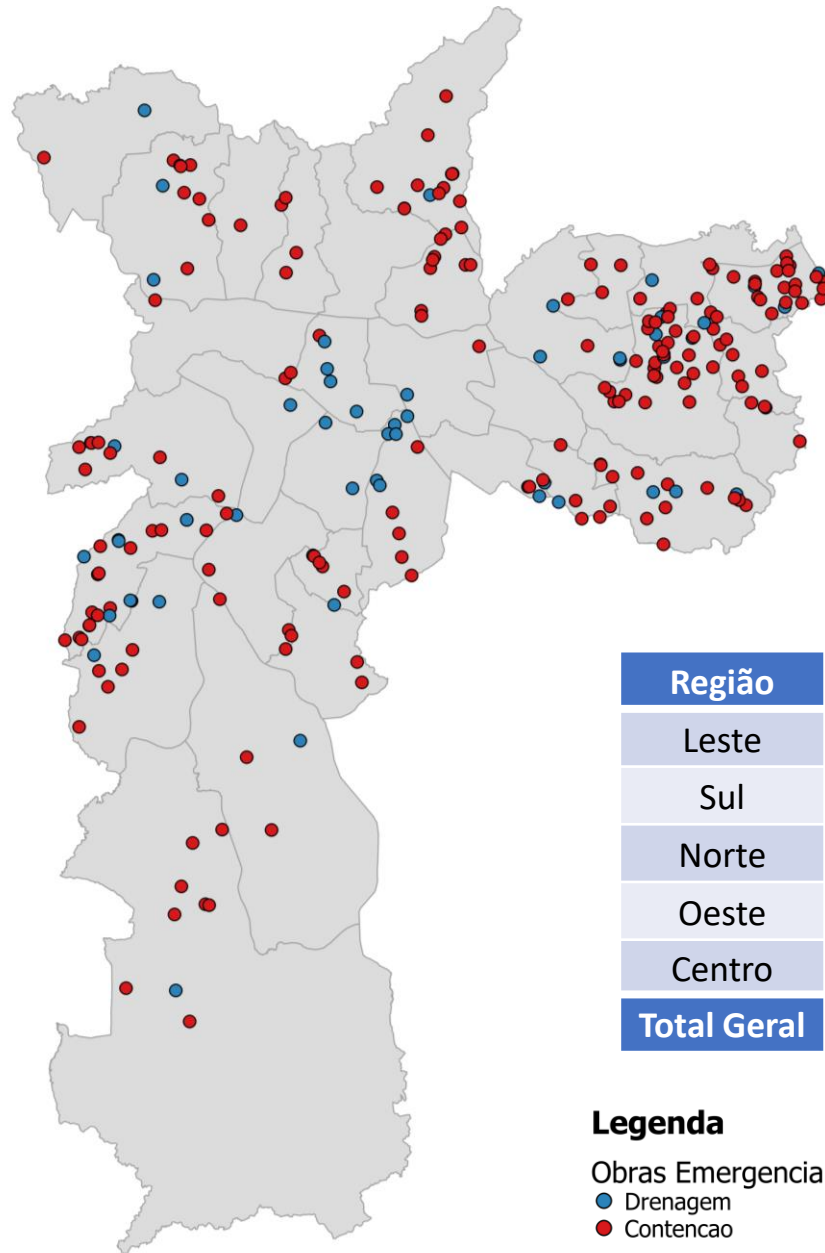 Região
Leste
Sul
Norte
Oeste
Centro
Total Geral
Legenda
Obras Emergencia
Drenagem
Contencao